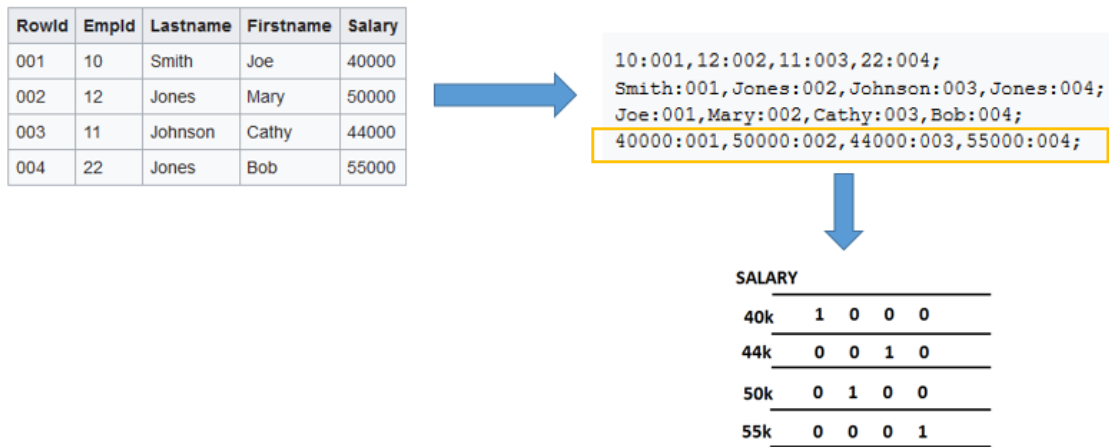 RowId EmpId Lastname Firstname Salary
001 10 Smith Joe 40000
002 12 Jones Mary 50000
003 11 Johnson Cathy 44000
004 22 Jones Bob 55000
10:001,12:002,11:003,22:004;
Smith:001,Jones:002,Johnson:003,Jones:004;
Joe:001,Mary:002,Cathy:003,Bob:004;
40000:001,50000:002,44000:003,55000:004;
SALARY
40k 1 0 0 0
44k 0 0 1 0
50k 0 1 0 0
55k 0 0 0 1